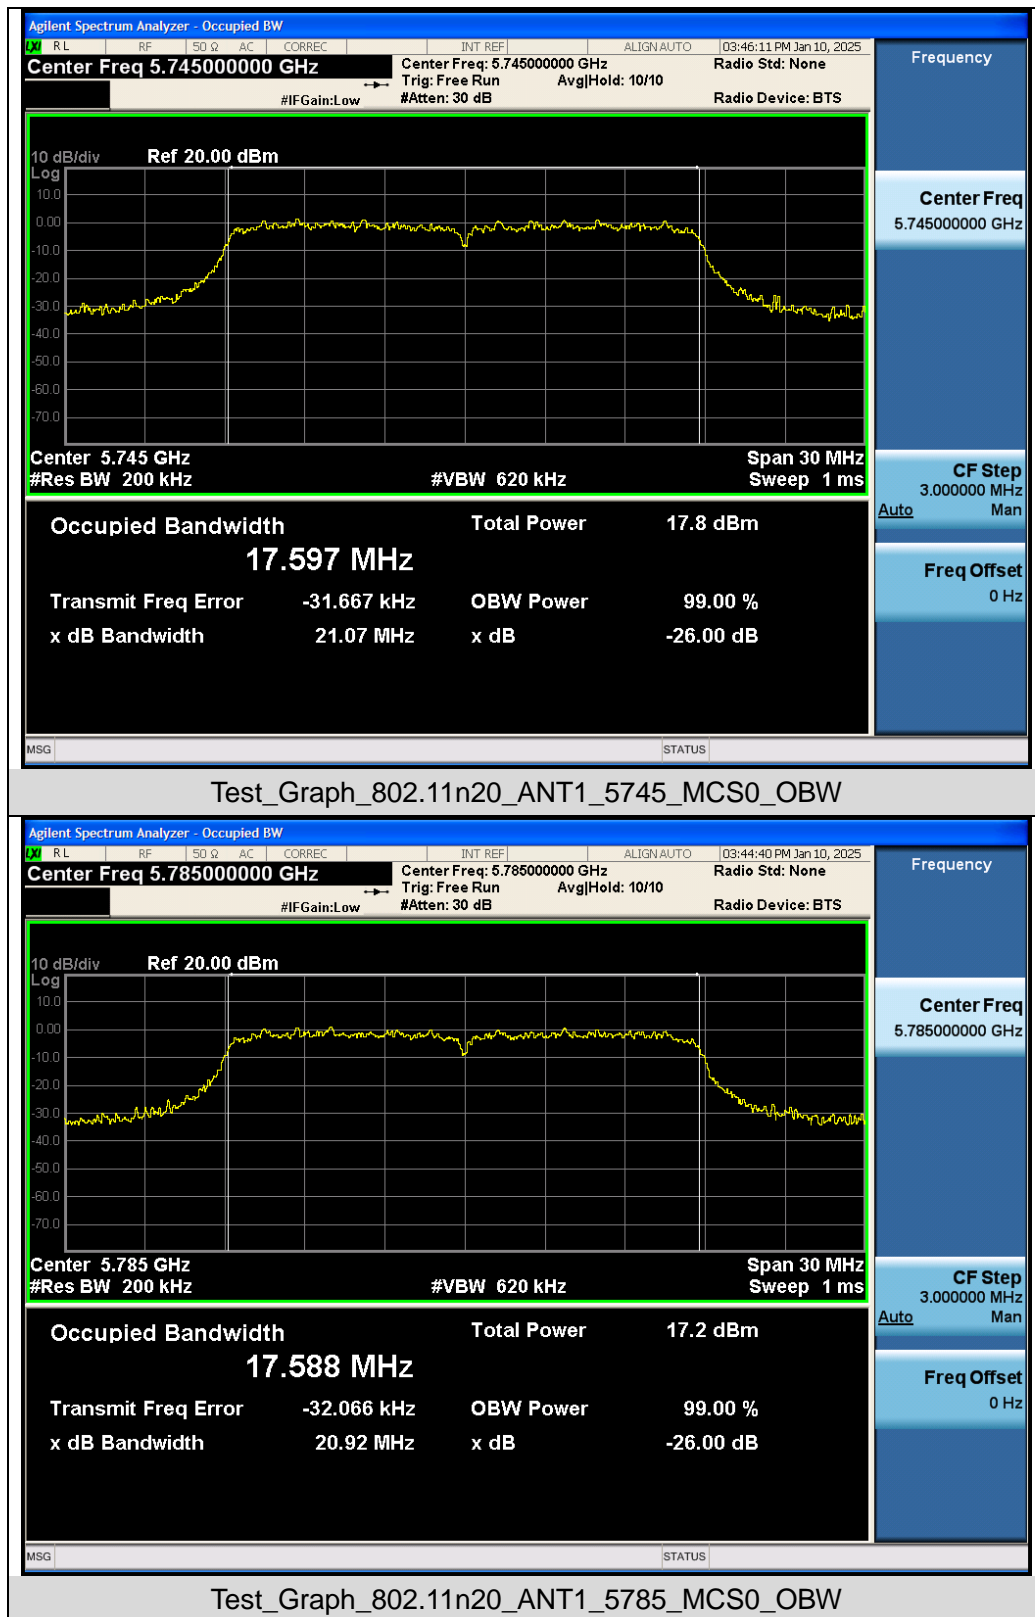 Agilent Spectrum Analyzer - Occupied BW
LXI RL RF 50 Ω AC CORREC INT REF ALIGNAUTO 03:46:11 PM Jan 10, 2025
Center Freq 5.745000000 GHz
Center Freq: 5.745000000 GHz Radio Std: None
Trig: Free Run Avg|Hold: 10/10
#IFGain:Low #Atten: 30 dB Radio Device: BTS
Frequency
10 dB/div Ref 20.00 dBm
Log
10.0
0.00
-10.0
-20.0
-30.0
-40.0
-50.0
-60.0
-70.0
Center 5.745 GHz Span 30 MHz
#Res BW 200 kHz #VBW 620 kHz Sweep 1 ms
Center Freq
5.745000000 GHz
CF Step
3.000000 MHz
Auto Man
Freq Offset
0 Hz
Occupied Bandwidth Total Power 17.8 dBm
17.597 MHz
Transmit Freq Error -31.667 kHz OBW Power 99.00 %
x dB Bandwidth 21.07 MHz x dB -26.00 dB
MSG STATUS
Test_Graph_802.11n20_ANT1_5745_MCS0_OBW
Agilent Spectrum Analyzer - Occupied BW
LXI RL RF 50 Ω AC CORREC INT REF ALIGNAUTO 03:44:40 PM Jan 10, 2025
Center Freq 5.785000000 GHz
Center Freq: 5.785000000 GHz Radio Std: None
Trig: Free Run Avg|Hold: 10/10
#IFGain:Low #Atten: 30 dB Radio Device: BTS
Frequency
10 dB/div Ref 20.00 dBm
Log
10.0
0.00
-10.0
-20.0
-30.0
-40.0
-50.0
-60.0
-70.0
Center 5.785 GHz Span 30 MHz
#Res BW 200 kHz #VBW 620 kHz Sweep 1 ms
Center Freq
5.785000000 GHz
CF Step
3.000000 MHz
Auto Man
Freq Offset
0 Hz
Occupied Bandwidth Total Power 17.2 dBm
17.588 MHz
Transmit Freq Error -32.066 kHz OBW Power 99.00 %
x dB Bandwidth 20.92 MHz x dB -26.00 dB
MSG STATUS
Test_Graph_802.11n20_ANT1_5785_MCS0_OBW